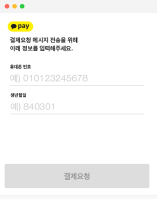 pay
결제요청 메시지 전송을 위해
아래 정보를 입력해주세요.
휴대폰 번호
예) 010123245678
생년월일
예) 840301
결제요청